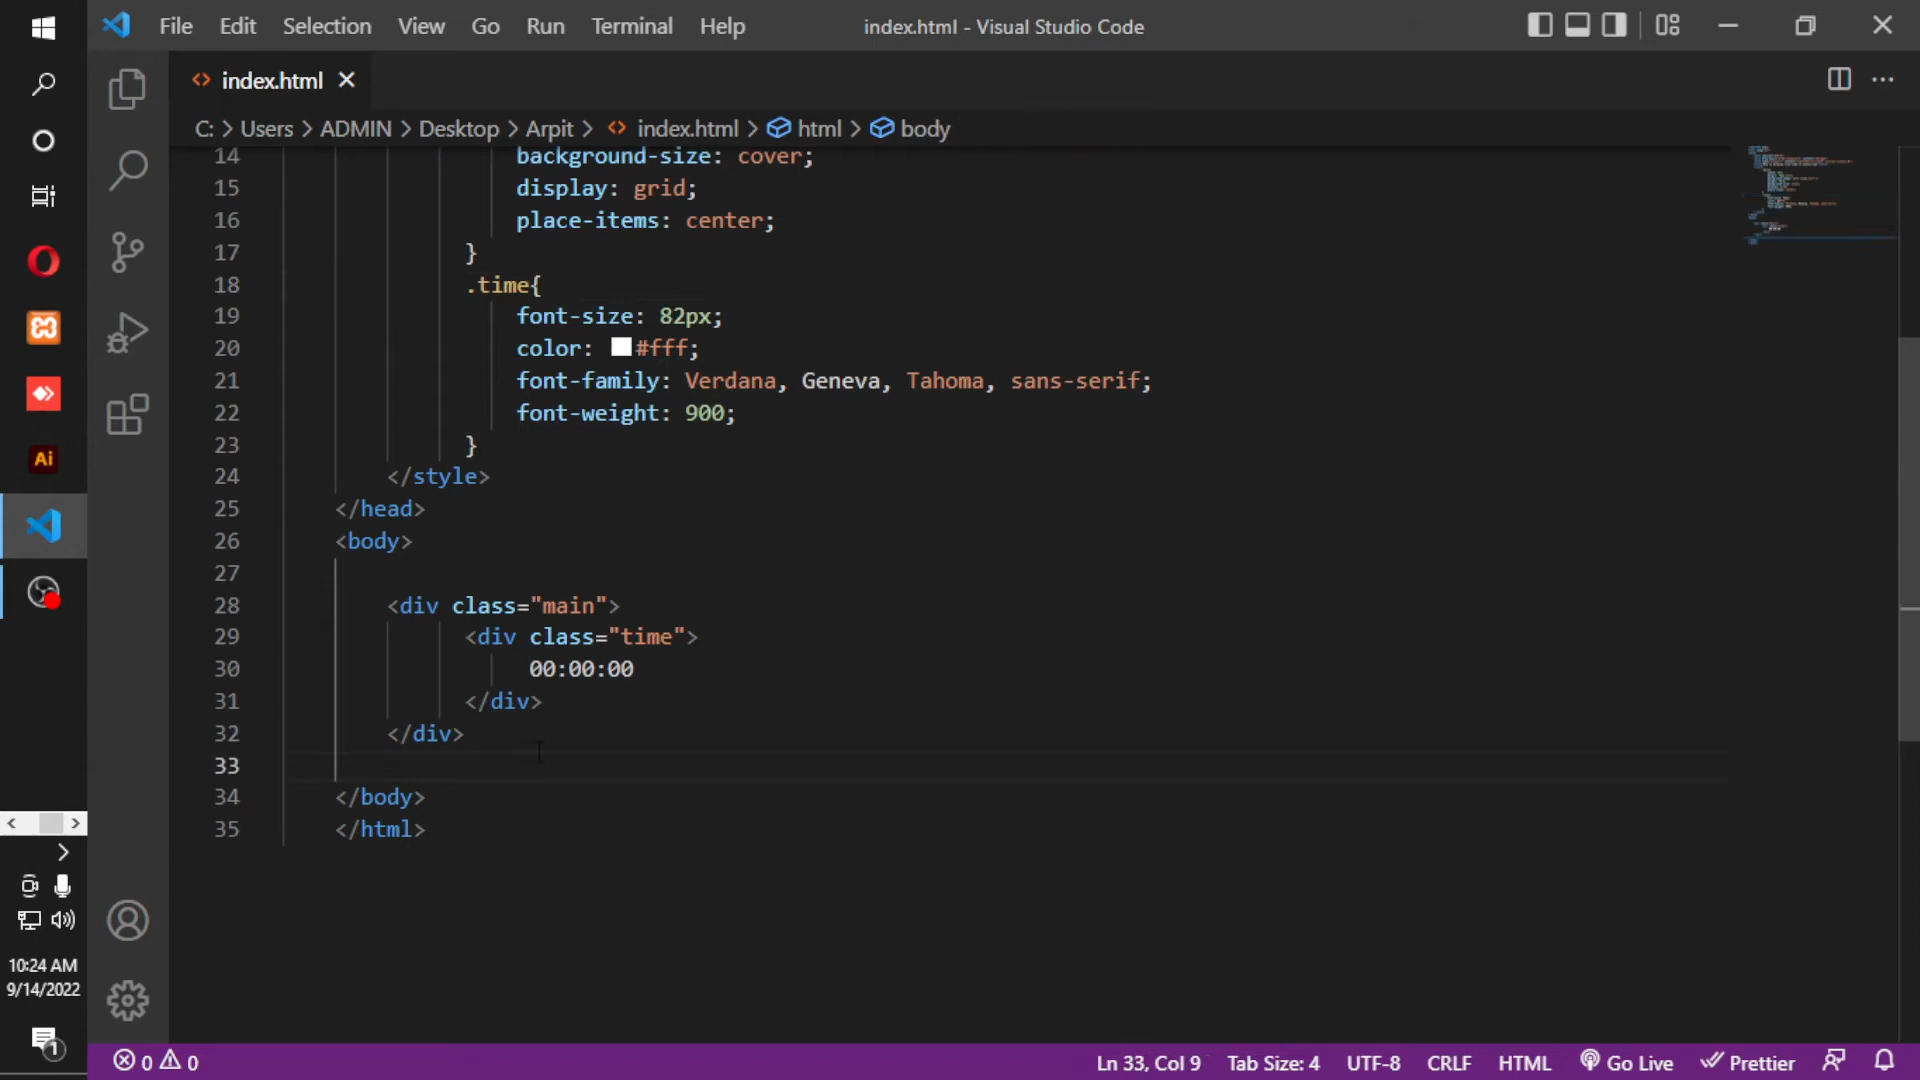 File Edit Selection View Go Run Terminal Help
index.html - Visual Studio Code
index.html
C: > Users > ADMIN > Desktop > Arpit > index.html > html > body
14 background-size: cover;
15 display: grid;
16 place-items: center;
17 }
18 .time{
19 font-size: 82px;
20 color: #fff;
21 font-family: Verdana, Geneva, Tahoma, sans-serif;
22 font-weight: 900;
23 }
24 </style>
25 </head>
26 <body>
27
28 <div class="main">
29 <div class="time">
30 00:00:00
31 </div>
32 </div>
33
34 </body>
35 </html>
Ai
10:24 AM
9/14/2022
1
0 0
Ln 33, Col 9 Tab Size: 4 UTF-8 CRLF HTML Go Live Prettier